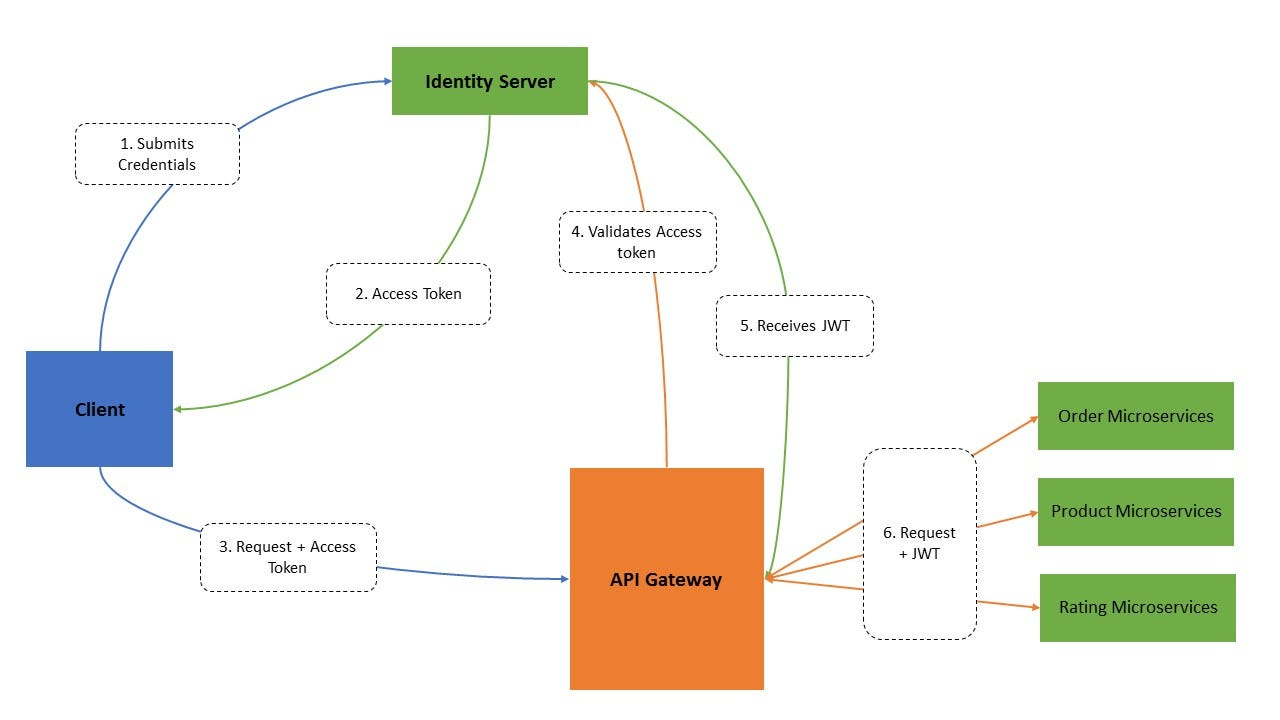 Identity Server
1. Submits
Credentials
4. Validates Access
token
2. Access Token
5. Receives JWT
Client
Order Microservices
Product Microservices
3. Request + Access
Token
6. Request
+ JWT
API Gateway
Rating Microservices